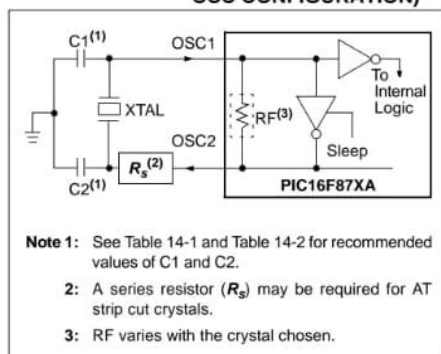 OSC CONFIGURATION)
C1(1)
OSC1
To
Internal
Logic
XTAL
RF(3)
OSC2
Sleep
C2(1)
Rs(2)
PIC16F87XA
Note 1: See Table 14-1 and Table 14-2 for recommended
values of C1 and C2.
2: A series resistor (Rs) may be required for AT
strip cut crystals.
3: RF varies with the crystal chosen.